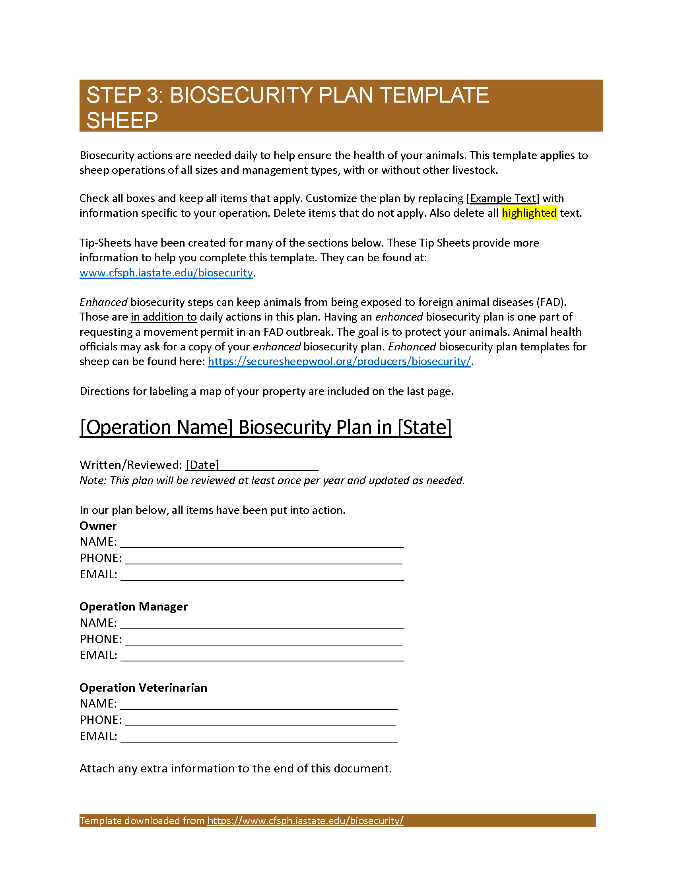 STEP 3: BIOSECURITY PLAN TEMPLATE
SHEEP
Biosecurity actions are needed daily to help ensure the health of your animals. This template applies to
sheep operations of all sizes and management types, with or without other livestock.
Check all boxes and keep all items that apply. Customize the plan by replacing [Example Text] with
information specific to your operation. Delete items that do not apply. Also delete all highlighted text.
Tip-Sheets have been created for many of the sections below. These Tip Sheets provide more
information to help you complete this template. They can be found at:
www.cfsph.iastate.edu/biosecurity.
Enhanced biosecurity steps can keep animals from being exposed to foreign animal diseases (FAD).
Those are in addition to daily actions in this plan. Having an enhanced biosecurity plan is one part of
requesting a movement permit in an FAD outbreak. The goal is to protect your animals. Animal health
officials may ask for a copy of your enhanced biosecurity plan. Enhanced biosecurity plan templates for
sheep can be found here: https://securesheepwool.org/producers/biosecurity/.
Directions for labeling a map of your property are included on the last page.
[Operation Name] Biosecurity Plan in [State]
Written/Reviewed: [Date]_______________
Note: This plan will be reviewed at least once per year and updated as needed.
In our plan below, all items have been put into action.
Owner
NAME: ___________________________________________
PHONE: __________________________________________
EMAIL: ___________________________________________
Operation Manager
NAME: ___________________________________________
PHONE: __________________________________________
EMAIL: ___________________________________________
Operation Veterinarian
NAME: __________________________________________
PHONE: _________________________________________
EMAIL: __________________________________________
Attach any extra information to the end of this document.
Template downloaded from https://www.cfsph.iastate.edu/biosecurity/